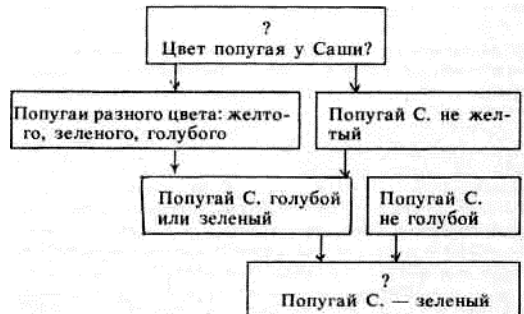 ?
Цвет попугая у Саши?
Попугаи разного цвета: желто-
го, зеленого, голубого
Попугай С. не жел-
тый
Попугай С. голубой
или зеленый
Попугай С.
не голубой
?
Попугай С. — зеленый